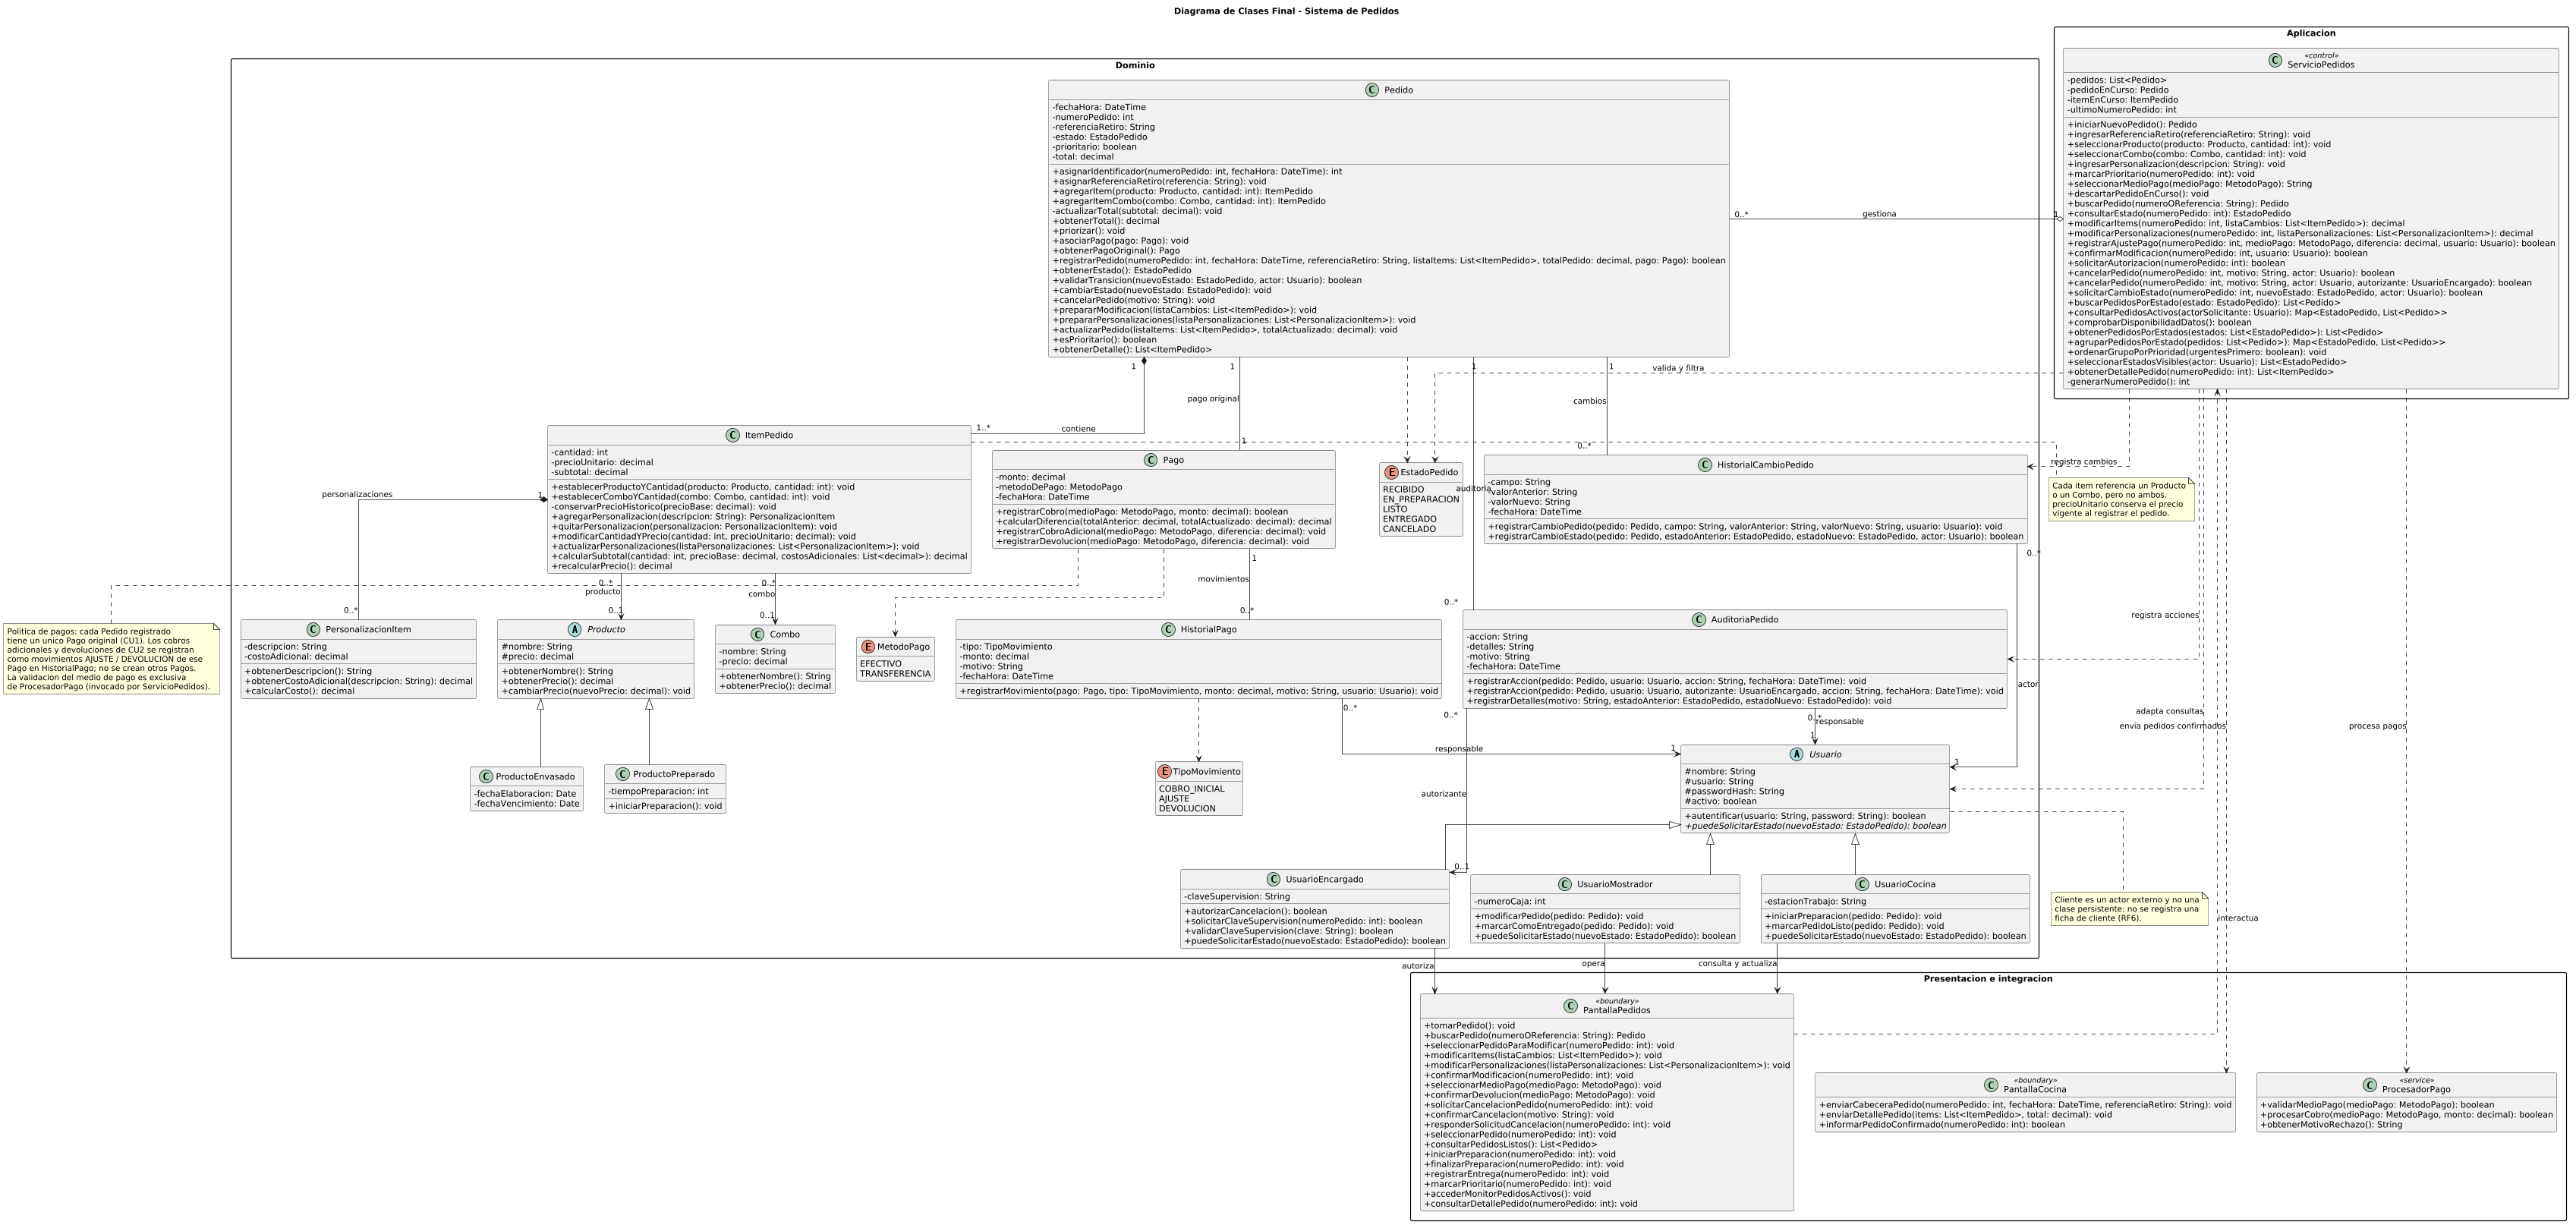 Diagrama de Clases Final - Sistema de Pedidos
Aplicacion
«control»
ServicioPedidos
-pedidos: List<Pedido>
-pedidoEnCurso: Pedido
-itemEnCurso: ItemPedido
-ultimoNumeroPedido: int
+iniciarNuevoPedido(): Pedido
+ingresarReferenciaRetiro(referenciaRetiro: String): void
+seleccionarProducto(producto: Producto, cantidad: int): void
+seleccionarCombo(combo: Combo, cantidad: int): void
+ingresarPersonalizacion(descripcion: String): void
+marcarPrioritario(numeroPedido: int): void
+seleccionarMedioPago(medioPago: MetodoPago): String
+descartarPedidoEnCurso(): void
+buscarPedido(numeroOReferencia: String): Pedido
+consultarEstado(numeroPedido: int): EstadoPedido
+modificarItems(numeroPedido: int, listaCambios: List<ItemPedido>): decimal
+modificarPersonalizaciones(numeroPedido: int, listaPersonalizaciones: List<PersonalizacionItem>): decimal
+registrarAjustePago(numeroPedido: int, medioPago: MetodoPago, diferencia: decimal, usuario: Usuario): boolean
+confirmarModificacion(numeroPedido: int, usuario: Usuario): boolean
+solicitarAutorizacion(numeroPedido: int): boolean
+cancelarPedido(numeroPedido: int, motivo: String, actor: Usuario): boolean
+cancelarPedido(numeroPedido: int, motivo: String, actor: Usuario, autorizante: UsuarioEncargado): boolean
+solicitarCambioEstado(numeroPedido: int, nuevoEstado: EstadoPedido, actor: Usuario): boolean
+buscarPedidosPorEstado(estado: EstadoPedido): List<Pedido>
+consultarPedidosActivos(actorSolicitante: Usuario): Map<EstadoPedido, List<Pedido>>
+comprobarDisponibilidadDatos(): boolean
+obtenerPedidosPorEstados(estados: List<EstadoPedido>): List<Pedido>
+agruparPedidosPorEstado(pedidos: List<Pedido>): Map<EstadoPedido, List<Pedido>>
+ordenarGrupoPorPrioridad(urgentesPrimero: boolean): void
+seleccionarEstadosVisibles(actor: Usuario): List<EstadoPedido>
+obtenerDetallePedido(numeroPedido: int): List<ItemPedido>
-generarNumeroPedido(): int
Dominio
Pedido
-fechaHora: DateTime
-numeroPedido: int
-referenciaRetiro: String
-estado: EstadoPedido
-prioritario: boolean
-total: decimal
+asignarIdentificador(numeroPedido: int, fechaHora: DateTime): int
+asignarReferenciaRetiro(referencia: String): void
+agregarItem(producto: Producto, cantidad: int): ItemPedido
+agregarItemCombo(combo: Combo, cantidad: int): ItemPedido
-actualizarTotal(subtotal: decimal): void
+obtenerTotal(): decimal
+priorizar(): void
+asociarPago(pago: Pago): void
+obtenerPagoOriginal(): Pago
+registrarPedido(numeroPedido: int, fechaHora: DateTime, referenciaRetiro: String, listaItems: List<ItemPedido>, totalPedido: decimal, pago: Pago): boolean
+obtenerEstado(): EstadoPedido
+validarTransicion(nuevoEstado: EstadoPedido, actor: Usuario): boolean
+cambiarEstado(nuevoEstado: EstadoPedido): void
+cancelarPedido(motivo: String): void
+prepararModificacion(listaCambios: List<ItemPedido>): void
+prepararPersonalizaciones(listaPersonalizaciones: List<PersonalizacionItem>): void
+actualizarPedido(listaItems: List<ItemPedido>, totalActualizado: decimal): void
+esPrioritario(): boolean
+obtenerDetalle(): List<ItemPedido>
0..*
gestiona
1
1
1
1
1
valida y filtra
pago original
cambios
1..*
contiene
1
0..*
ItemPedido
-cantidad: int
-precioUnitario: decimal
-subtotal: decimal
+establecerProductoYCantidad(producto: Producto, cantidad: int): void
+establecerComboYCantidad(combo: Combo, cantidad: int): void
-conservarPrecioHistorico(precioBase: decimal): void
+agregarPersonalizacion(descripcion: String): PersonalizacionItem
+quitarPersonalizacion(personalizacion: PersonalizacionItem): void
+modificarCantidadYPrecio(cantidad: int, precioUnitario: decimal): void
+actualizarPersonalizaciones(listaPersonalizaciones: List<PersonalizacionItem>): void
+calcularSubtotal(cantidad: int, precioBase: decimal, costosAdicionales: List<decimal>): decimal
+recalcularPrecio(): decimal
Pago
-monto: decimal
-metodoDePago: MetodoPago
-fechaHora: DateTime
+registrarCobro(medioPago: MetodoPago, monto: decimal): boolean
+calcularDiferencia(totalAnterior: decimal, totalActualizado: decimal): decimal
+registrarCobroAdicional(medioPago: MetodoPago, diferencia: decimal): void
+registrarDevolucion(medioPago: MetodoPago, diferencia: decimal): void
EstadoPedido
RECIBIDO
EN_PREPARACION
LISTO
ENTREGADO
CANCELADO
auditoria
HistorialCambioPedido
-campo: String
-valorAnterior: String
-valorNuevo: String
-fechaHora: DateTime
+registrarCambioPedido(pedido: Pedido, campo: String, valorAnterior: String, valorNuevo: String, usuario: Usuario): void
+registrarCambioEstado(pedido: Pedido, estadoAnterior: EstadoPedido, estadoNuevo: EstadoPedido, actor: Usuario): boolean
registra cambios
Cada item referencia un Producto
o un Combo, pero no ambos.
precioUnitario conserva el precio
vigente al registrar el pedido.
personalizaciones
1
0..*
producto
0..1
0..*
combo
0..1
1
movimientos
0..*
0..*
0..*
0..*
Politica de pagos: cada Pedido registrado
tiene un unico Pago original (CU1). Los cobros
adicionales y devoluciones de CU2 se registran
como movimientos AJUSTE / DEVOLUCION de ese
Pago en HistorialPago; no se crean otros Pagos.
La validacion del medio de pago es exclusiva
de ProcesadorPago (invocado por ServicioPedidos).
PersonalizacionItem
-descripcion: String
-costoAdicional: decimal
+obtenerDescripcion(): String
+obtenerCostoAdicional(descripcion: String): decimal
+calcularCosto(): decimal
Producto
#nombre: String
#precio: decimal
+obtenerNombre(): String
+obtenerPrecio(): decimal
+cambiarPrecio(nuevoPrecio: decimal): void
Combo
-nombre: String
-precio: decimal
+obtenerNombre(): String
+obtenerPrecio(): decimal
MetodoPago
EFECTIVO
TRANSFERENCIA
HistorialPago
-tipo: TipoMovimiento
-monto: decimal
-motivo: String
-fechaHora: DateTime
+registrarMovimiento(pago: Pago, tipo: TipoMovimiento, monto: decimal, motivo: String, usuario: Usuario): void
AuditoriaPedido
-accion: String
-detalles: String
-motivo: String
-fechaHora: DateTime
+registrarAccion(pedido: Pedido, usuario: Usuario, accion: String, fechaHora: DateTime): void
+registrarAccion(pedido: Pedido, usuario: Usuario, autorizante: UsuarioEncargado, accion: String, fechaHora: DateTime): void
+registrarDetalles(motivo: String, estadoAnterior: EstadoPedido, estadoNuevo: EstadoPedido): void
registra acciones
actor
0..*
0..*
0..*
responsable
1
responsable
1
1
adapta consultas
envia pedidos confirmados
procesa pagos
ProductoEnvasado
-fechaElaboracion: Date
-fechaVencimiento: Date
ProductoPreparado
-tiempoPreparacion: int
+iniciarPreparacion(): void
TipoMovimiento
COBRO_INICIAL
AJUSTE
DEVOLUCION
autorizante
0..1
Usuario
#nombre: String
#usuario: String
#passwordHash: String
#activo: boolean
+autentificar(usuario: String, password: String): boolean
+puedeSolicitarEstado(nuevoEstado: EstadoPedido): boolean
UsuarioEncargado
-claveSupervision: String
+autorizarCancelacion(): boolean
+solicitarClaveSupervision(numeroPedido: int): boolean
+validarClaveSupervision(clave: String): boolean
+puedeSolicitarEstado(nuevoEstado: EstadoPedido): boolean
UsuarioMostrador
-numeroCaja: int
+modificarPedido(pedido: Pedido): void
+marcarComoEntregado(pedido: Pedido): void
+puedeSolicitarEstado(nuevoEstado: EstadoPedido): boolean
UsuarioCocina
-estacionTrabajo: String
+iniciarPreparacion(pedido: Pedido): void
+marcarPedidoListo(pedido: Pedido): void
+puedeSolicitarEstado(nuevoEstado: EstadoPedido): boolean
Cliente es un actor externo y no una
clase persistente: no se registra una
ficha de cliente (RF6).
interactua
autoriza
opera
consulta y actualiza
Presentacion e integracion
«boundary»
PantallaPedidos
+tomarPedido(): void
+buscarPedido(numeroOReferencia: String): Pedido
+seleccionarPedidoParaModificar(numeroPedido: int): void
+modificarItems(listaCambios: List<ItemPedido>): void
+modificarPersonalizaciones(listaPersonalizaciones: List<PersonalizacionItem>): void
+confirmarModificacion(numeroPedido: int): void
+seleccionarMedioPago(medioPago: MetodoPago): void
+confirmarDevolucion(medioPago: MetodoPago): void
+solicitarCancelacionPedido(numeroPedido: int): void
+confirmarCancelacion(motivo: String): void
+responderSolicitudCancelacion(numeroPedido: int): void
+seleccionarPedido(numeroPedido: int): void
+consultarPedidosListos(): List<Pedido>
+iniciarPreparacion(numeroPedido: int): void
+finalizarPreparacion(numeroPedido: int): void
+registrarEntrega(numeroPedido: int): void
+marcarPrioritario(numeroPedido: int): void
+accederMonitorPedidosActivos(): void
+consultarDetallePedido(numeroPedido: int): void
«boundary»
PantallaCocina
+enviarCabeceraPedido(numeroPedido: int, fechaHora: DateTime, referenciaRetiro: String): void
+enviarDetallePedido(items: List<ItemPedido>, total: decimal): void
+informarPedidoConfirmado(numeroPedido: int): boolean
«service»
ProcesadorPago
+validarMedioPago(medioPago: MetodoPago): boolean
+procesarCobro(medioPago: MetodoPago, monto: decimal): boolean
+obtenerMotivoRechazo(): String